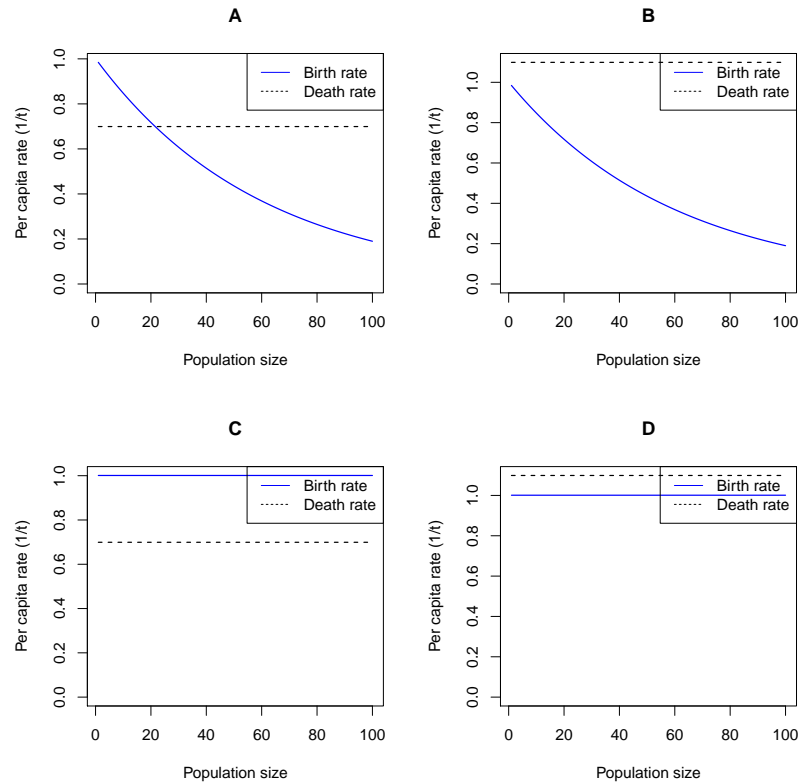 A
Per capita rate (1/t)
1.0
0.8
0.6
0.4
0.2
0.0
Birth rate
Death rate
0 20 40 60 80 100
Population size
B
Per capita rate (1/t)
1.0
0.8
0.6
0.4
0.2
0.0
Birth rate
Death rate
0 20 40 60 80 100
Population size
C
Per capita rate (1/t)
1.0
0.8
0.6
0.4
0.2
0.0
Birth rate
Death rate
0 20 40 60 80 100
Population size
D
Per capita rate (1/t)
1.0
0.8
0.6
0.4
0.2
0.0
Birth rate
Death rate
0 20 40 60 80 100
Population size